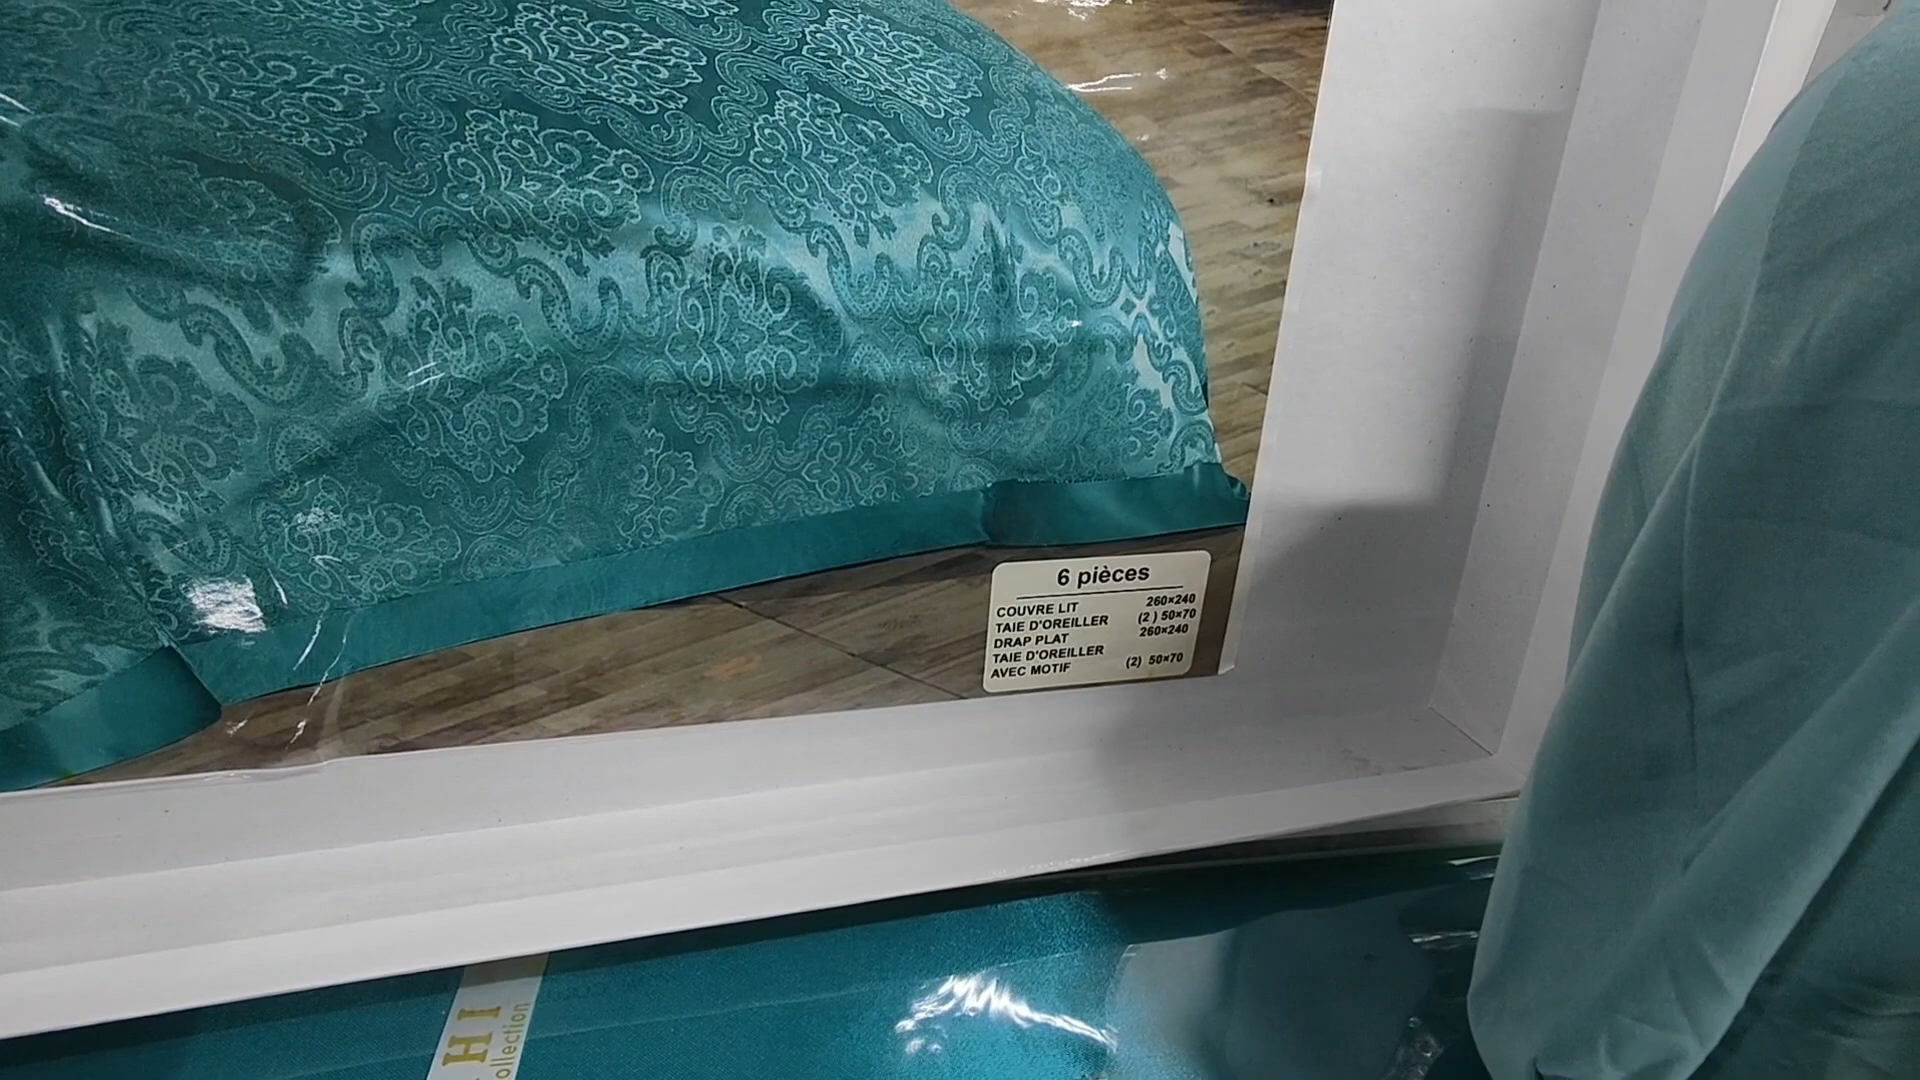 6 pièces
COUVRE LIT 260×240
TAIE D'OREILLER (2) 50×70
DRAP PLAT 260×240
TAIE D'OREILLER
AVEC MOTIF (2) 50×70
HI
ollection